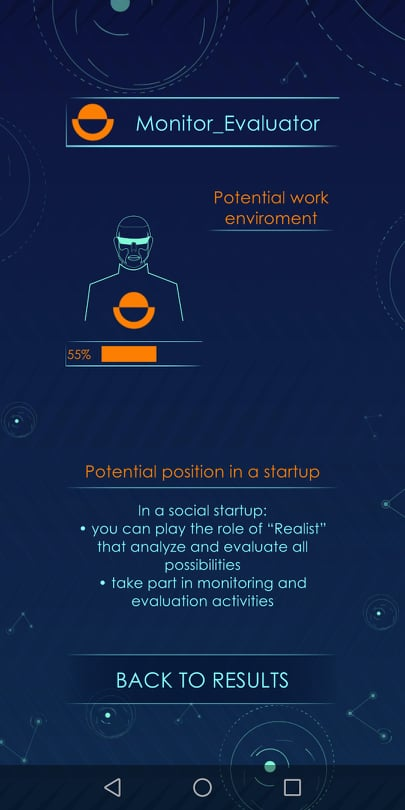 Monitor_Evaluator
Potential work
enviroment
55%
Potential position in a startup
In a social startup:
• you can play the role of “Realist”
that analyze and evaluate all
possibilities
• take part in monitoring and
evaluation activities
BACK TO RESULTS